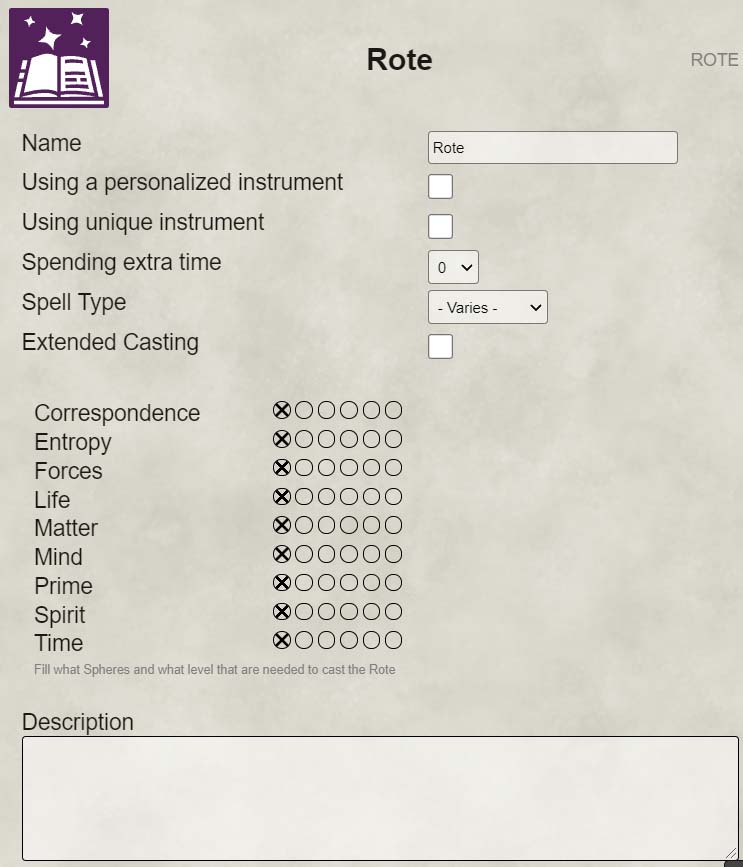 Rote
ROTE
Name
Rote
Using a personalized instrument
Using unique instrument
Spending extra time
0
Spell Type
- Varies -
Extended Casting
Correspondence
Entropy
Forces
Life
Matter
Mind
Prime
Spirit
Time
Fill what Spheres and what level that are needed to cast the Rote
Description